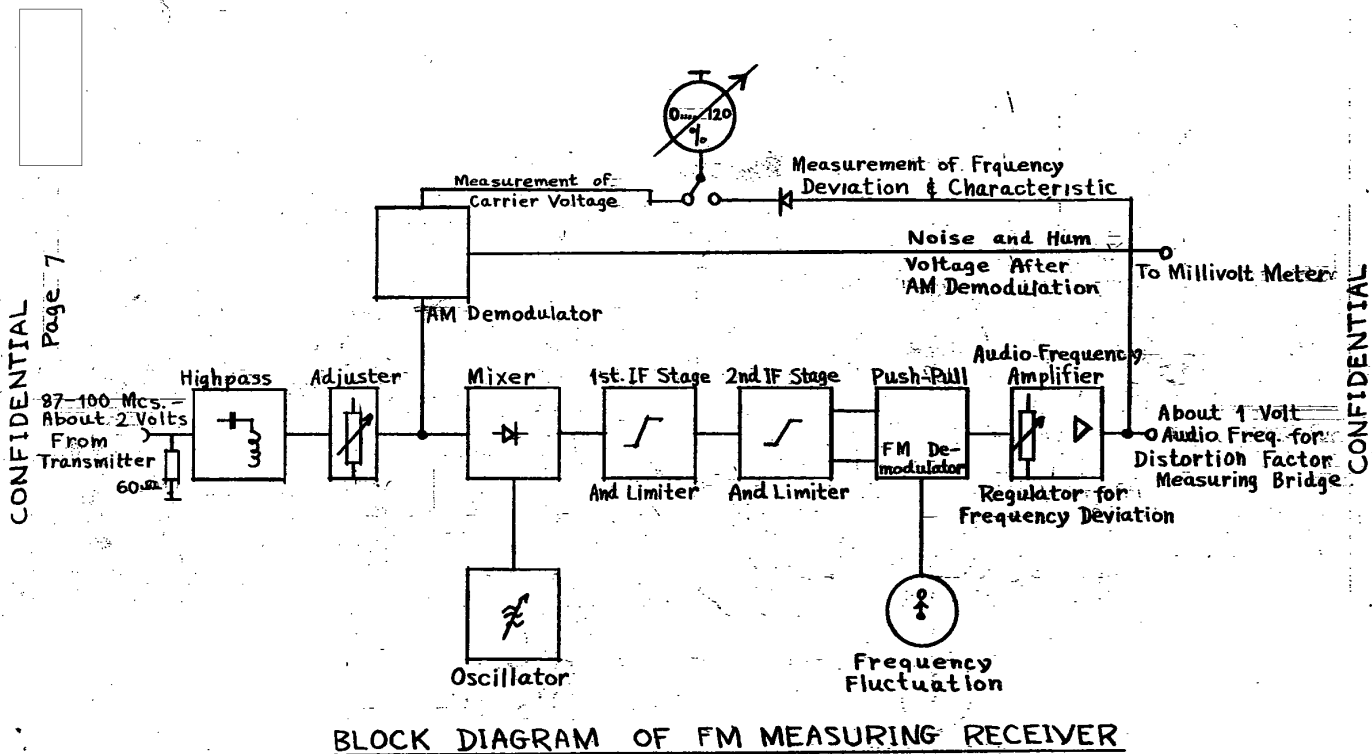 CONFIDENTIAL
Page 7
CONFIDENTIAL
0.....120
%
Measurement of
Carrier Voltage
Measurement of Frquency
Deviation & Characteristic
Noise and Hum
Voltage After
AM Demodulation
To Millivolt Meter
AM Demodulator
87-100 Mcs.
About 2 Volts
From
Transmitter
60Ω
Highpass
Adjuster
Mixer
1st. IF Stage
And Limiter
2nd IF Stage
And Limiter
Push-Pull
FM De-
modulator
Audio-Frequency
Amplifier
Regulator for
Frequency Deviation
About 1 Volt
Audio Freq. for
Distortion Factor
Measuring Bridge.
Oscillator
Frequency
Fluctuation
BLOCK DIAGRAM OF FM MEASURING RECEIVER